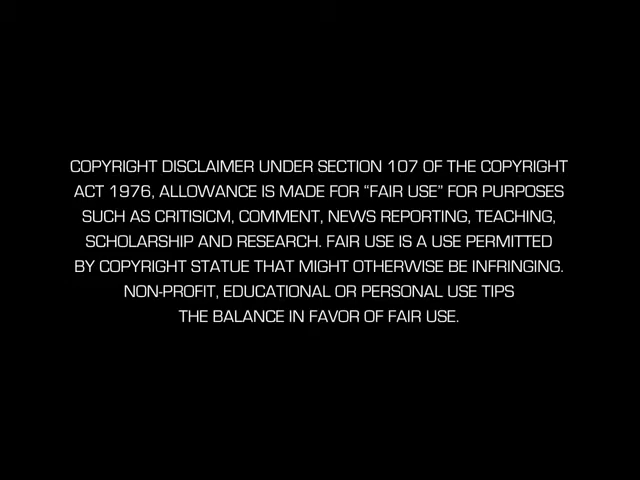 COPYRIGHT DISCLAIMER UNDER SECTION 107 OF THE COPYRIGHT
ACT 1976, ALLOWANCE IS MADE FOR “FAIR USE” FOR PURPOSES
SUCH AS CRITISICM, COMMENT, NEWS REPORTING, TEACHING,
SCHOLARSHIP AND RESEARCH. FAIR USE IS A USE PERMITTED
BY COPYRIGHT STATUE THAT MIGHT OTHERWISE BE INFRINGING.
NON-PROFIT, EDUCATIONAL OR PERSONAL USE TIPS
THE BALANCE IN FAVOR OF FAIR USE.